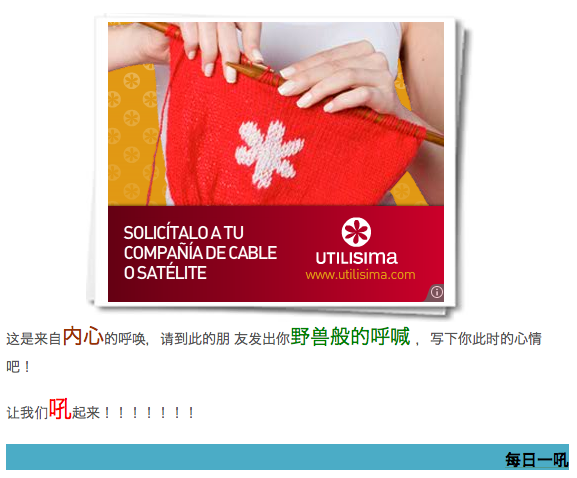 SOLICÍTALO A TU
COMPAÑÍA DE CABLE
O SATÉLITE
UTILISIMA
www.utilisima.com
这是来自内心的呼唤，请到此的朋 友发出你野兽般的呼喊 ，写下你此时的心情
吧！
让我们吼起来！！！！！！！
每日一吼